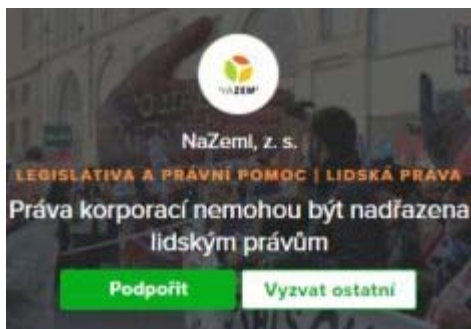 NAZEMI
NaZemi, z. s.
LEGISLATIVA A PRÁVNÍ POMOC | LIDSKÁ PRÁVA
Práva korporací nemohou být nadřazena
lidským právům
Podpořit
Vyzvat ostatní